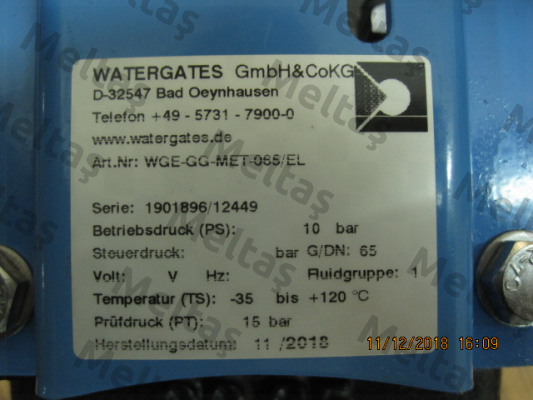 WATERGATES GmbH&CoKG
D-32547 Bad Oeynhausen
Telefon +49 - 5731 - 7900-0
www.watergates.de
Art.Nr: WGE-GG-MET-065/EL
Serie: 1901896/12449
Betriebsdruck (PS): 10 bar
Steuerdruck: bar G/DN: 65
Volt: V Hz: Fluidgruppe: 1
Temperatur (TS): -35 bis +120 °C
Prüfdruck (PT): 15 bar
Herstellungsdatum: 11 /2018
11/12/2018 16:09
Meltaş